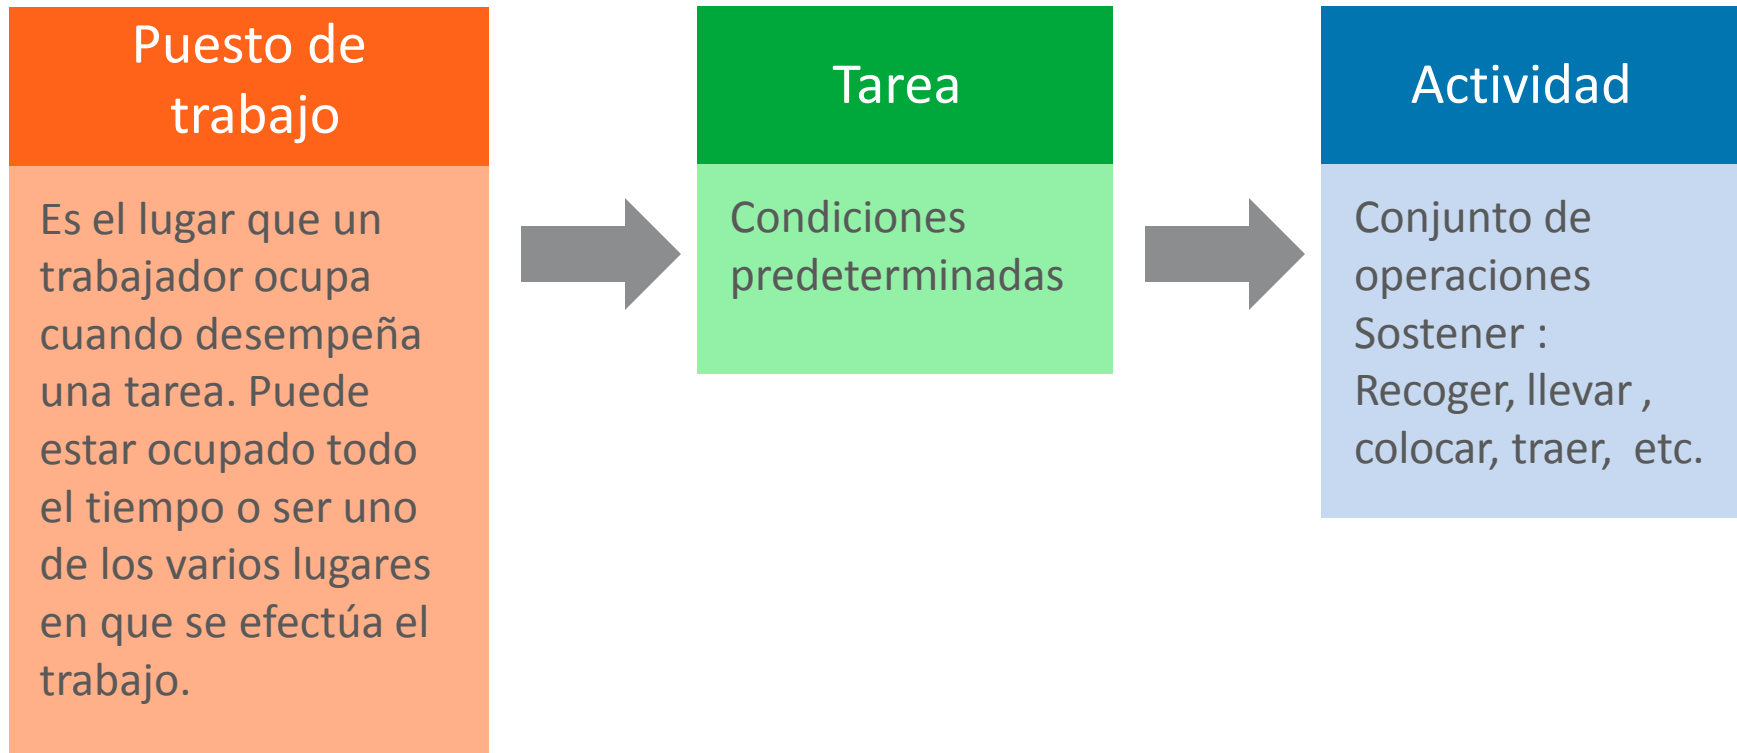 Puesto de
trabajo
Es el lugar que un
trabajador ocupa
cuando desempeña
una tarea. Puede
estar ocupado todo
el tiempo o ser uno
de los varios lugares
en que se efectúa el
trabajo.
Tarea
Condiciones
predeterminadas
Actividad
Conjunto de
operaciones
Sostener :
Recoger, llevar ,
colocar, traer, etc.